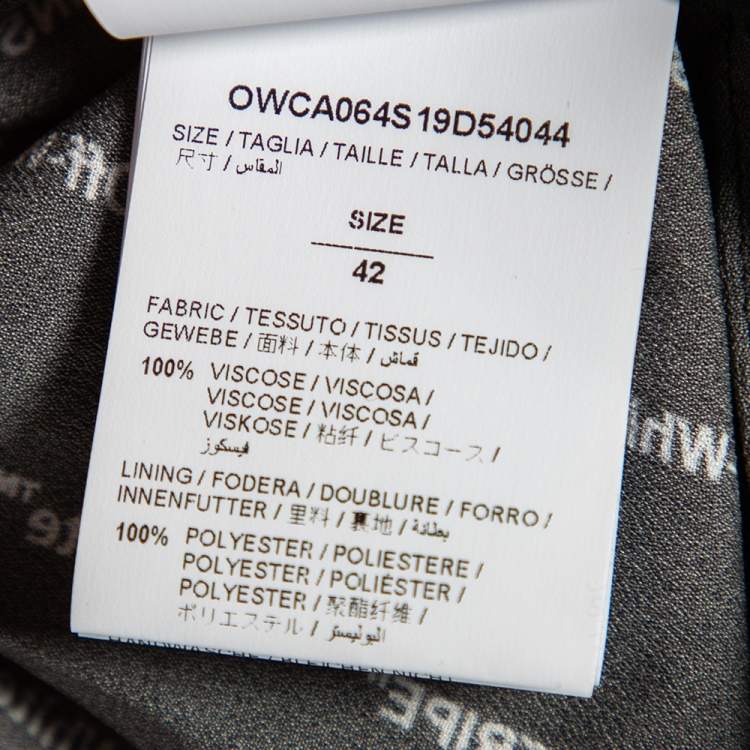 OWCA064S19D54044
SIZE / TAGLIA / TAILLE / TALLA / GRÖSSE /
尺寸 / المقاس /
SIZE
42
FABRIC / TESSUTO / TISSUS / TEJIDO /
GEWEBE / 面料 / 本体 / قماش /
100% VISCOSE / VISCOSA /
VISCOSE / VISCOSA /
VISKOSE / 粘纤 / ビスコース /
فيسكوز
LINING / FODERA / DOUBLURE / FORRO /
INNENFUTTER / 里料 / 裏地 / بطانة /
100% POLYESTER / POLIESTERE /
POLYESTER / POLIÉSTER /
POLYESTER / 聚酯纤维 /
ポリエステル / البوليستر